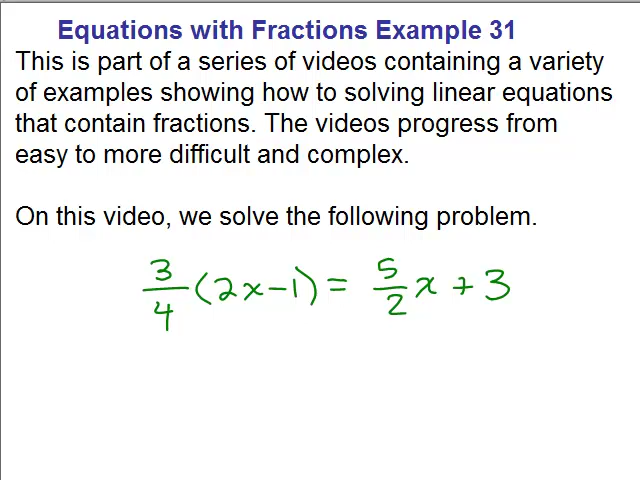 Equations with Fractions Example 31
This is part of a series of videos containing a variety
of examples showing how to solving linear equations
that contain fractions. The videos progress from
easy to more difficult and complex.
On this video, we solve the following problem.
3/4 (2x-1) = 5/2 x + 3